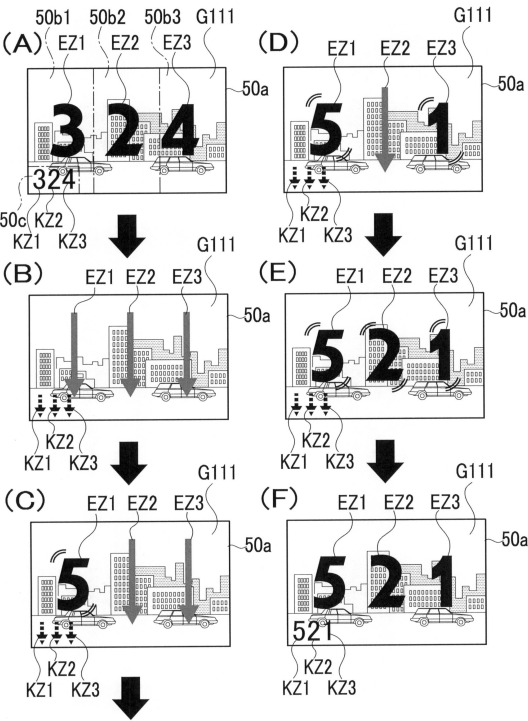 50b1 50b2 50b3 G111
(A) EZ1 EZ2 EZ3
50a
3 2 4
324
50c KZ2
KZ1 KZ3
G111
(B) EZ1 EZ2 EZ3
50a
KZ2
KZ1 KZ3
G111
(C) EZ1 EZ2 EZ3
50a
5
KZ2
KZ1 KZ3
G111
(D) EZ1 EZ2 EZ3
50a
5 1
KZ2
KZ1 KZ3
G111
(E) EZ1 EZ2 EZ3
50a
5 2 1
KZ2
KZ1 KZ3
G111
(F) EZ1 EZ2 EZ3
50a
5 2 1
521
KZ2
KZ1 KZ3